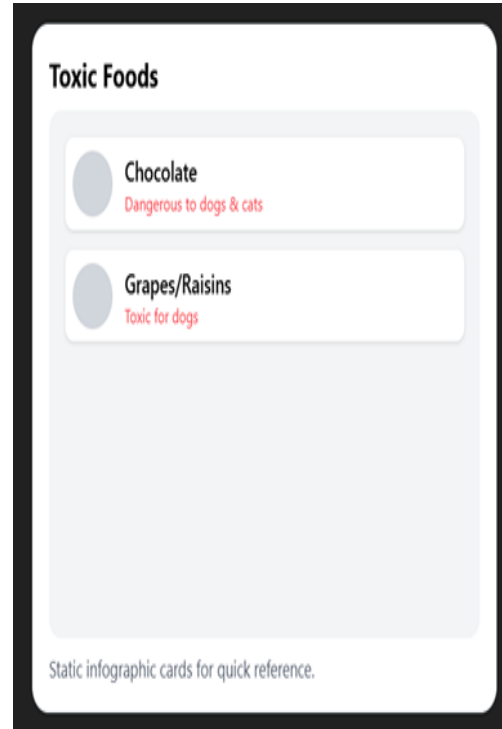 Toxic Foods
Chocolate
Dangerous to dogs & cats
Grapes/Raisins
Toxic for dogs
Static infographic cards for quick reference.